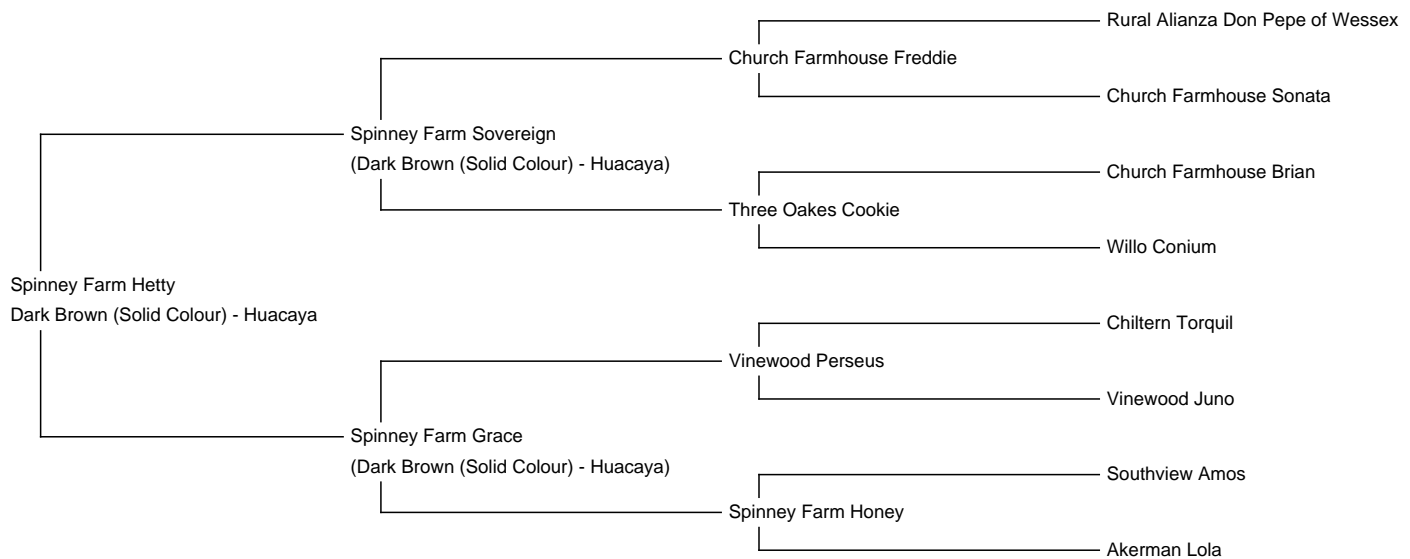 Rural Alianza Don Pepe of Wessex
Church Farmhouse Freddie
Church Farmhouse Sonata
Spinney Farm Sovereign
(Dark Brown (Solid Colour) - Huacaya)
Church Farmhouse Brian
Three Oakes Cookie
Willo Conium
Spinney Farm Hetty
Dark Brown (Solid Colour) - Huacaya
Chiltern Torquil
Vinewood Perseus
Vinewood Juno
Spinney Farm Grace
(Dark Brown (Solid Colour) - Huacaya)
Southview Amos
Spinney Farm Honey
Akerman Lola